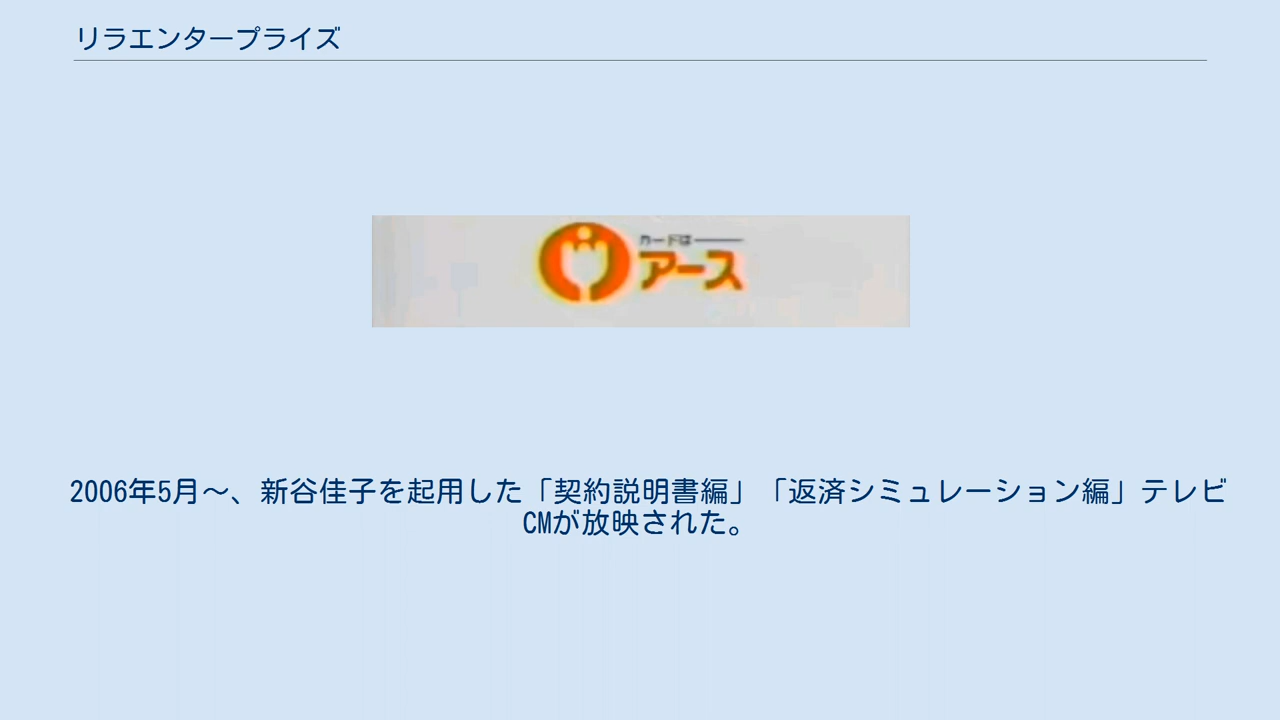 リラエンタープライズ
カードは
アース
2006年5月～、新谷佳子を起用した「契約説明書編」「返済シミュレーション編」テレビ
CMが放映された。